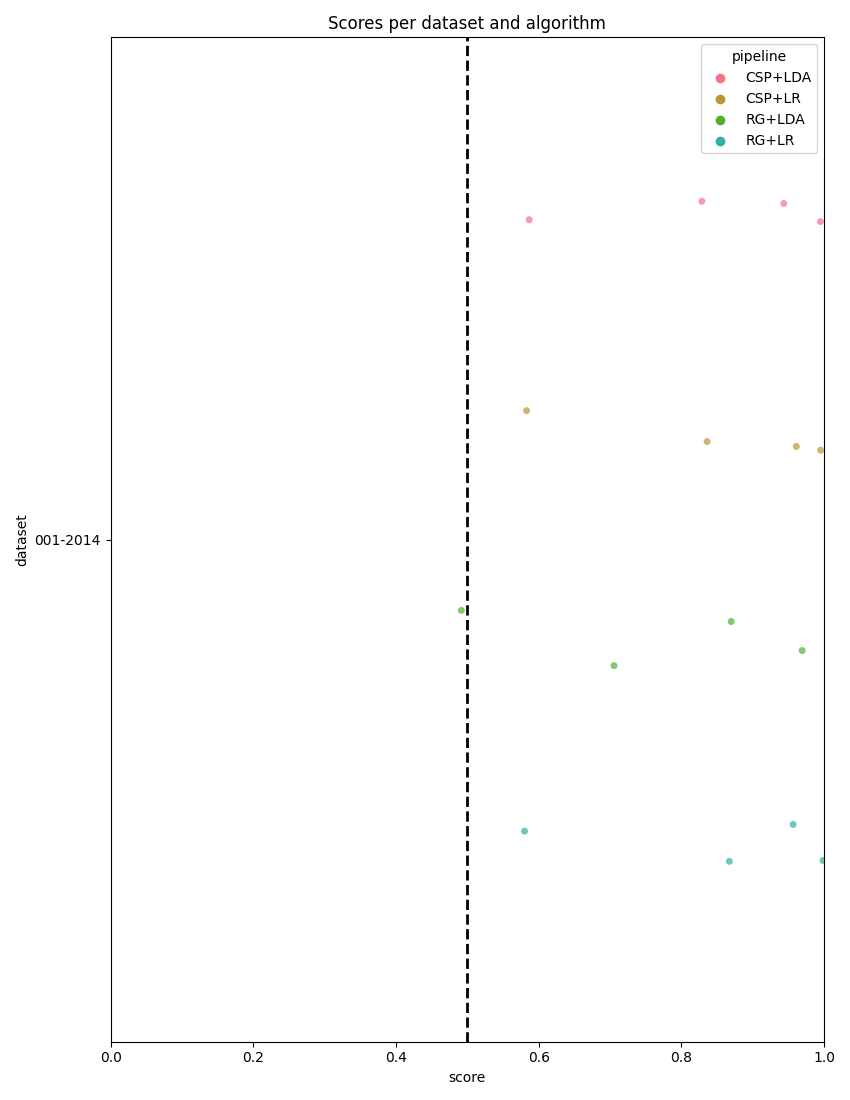 Scores per dataset and algorithm
pipeline
CSP+LDA
CSP+LR
RG+LDA
RG+LR
dataset
001-2014
0.0 0.2 0.4 0.6 0.8 1.0
score